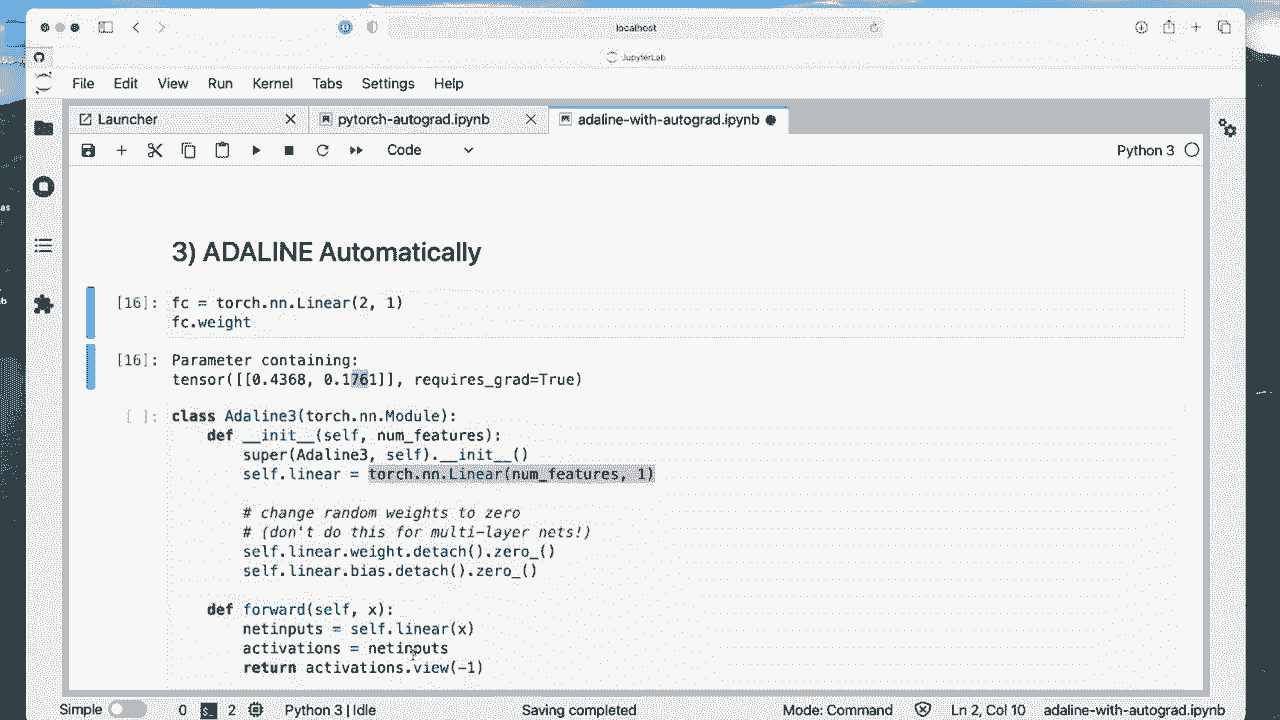 localhost
JupyterLab
File Edit View Run Kernel Tabs Settings Help
Launcher pytorch-autograd.ipynb adaline-with-autograd.ipynb
Code Python 3
as
3) ADALINE Automatically
[16]: fc = torch.nn.Linear(2, 1)
fc.weight
[16]: Parameter containing:
tensor([[0.4368, 0.1761]], requires_grad=True)
[ ]: class Adaline3(torch.nn.Module):
def __init__(self, num_features):
super(Adaline3, self).__init__()
self.linear = torch.nn.Linear(num_features, 1)
# change random weights to zero
# (don't do this for multi-layer nets!)
self.linear.weight.detach().zero_()
self.linear.bias.detach().zero_()
def forward(self, x):
netinputs = self.linear(x)
activations = netinputs
return activations.view(-1)
Simple 0 2 Python 3 | Idle Saving completed Mode: Command Ln 2, Col 10 adaline-with-autograd.ipynb